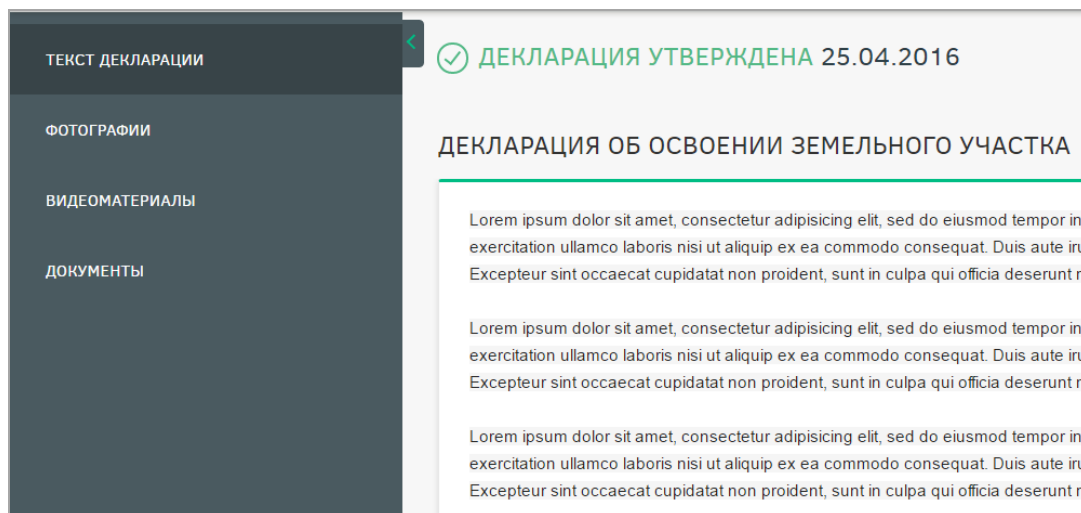 ТЕКСТ ДЕКЛАРАЦИИ
ФОТОГРАФИИ
ВИДЕОМАТЕРИАЛЫ
ДОКУМЕНТЫ
ДЕКЛАРАЦИЯ УТВЕРЖДЕНА 25.04.2016
ДЕКЛАРАЦИЯ ОБ ОСВОЕНИИ ЗЕМЕЛЬНОГО УЧАСТКА
Lorem ipsum dolor sit amet, consectetur adipisicing elit, sed do eiusmod tempor in
exercitation ullamco laboris nisi ut aliquip ex ea commodo consequat. Duis aute
Excepteur sint occaecat cupidatat non proident, sunt in culpa qui officia deserunt
Lorem ipsum dolor sit amet, consectetur adipisicing elit, sed do eiusmod tempor in
exercitation ullamco laboris nisi ut aliquip ex ea commodo consequat. Duis aute
Excepteur sint occaecat cupidatat non proident, sunt in culpa qui officia deserunt
Lorem ipsum dolor sit amet, consectetur adipisicing elit, sed do eiusmod tempor in
exercitation ullamco laboris nisi ut aliquip ex ea commodo consequat. Duis aute
Excepteur sint occaecat cupidatat non proident, sunt in culpa qui officia deserunt